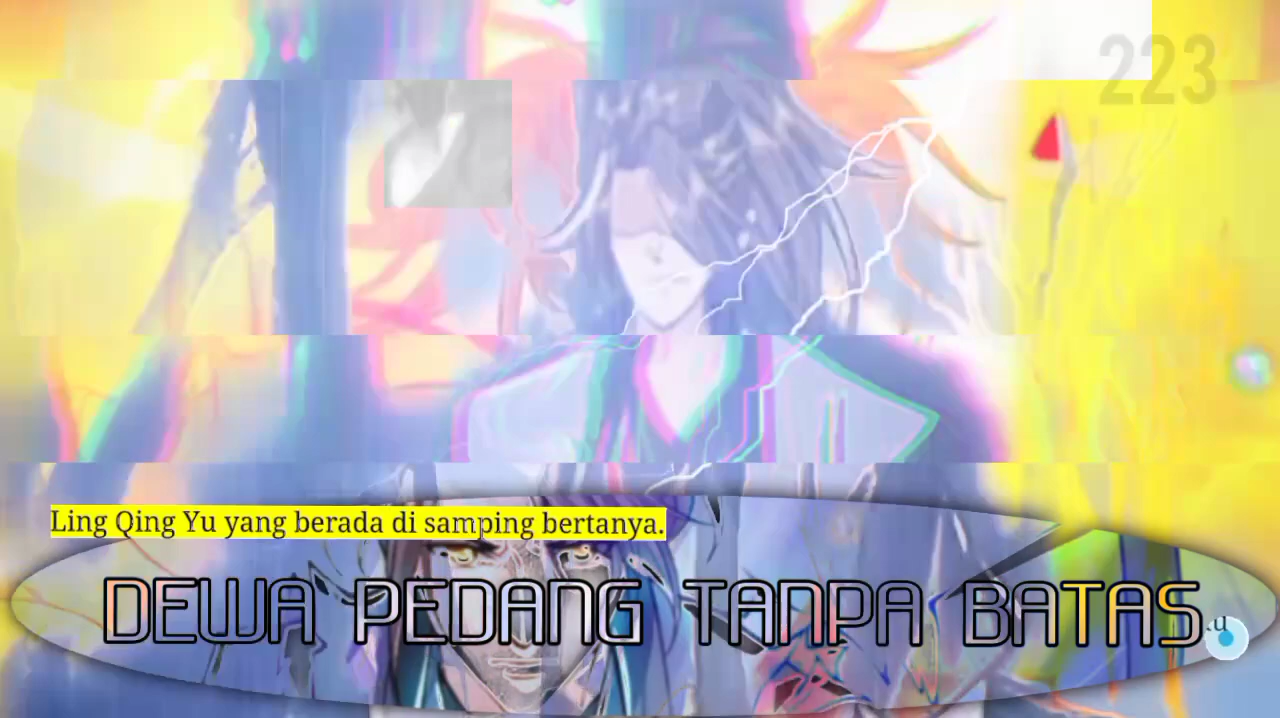 223
Ling Qing Yu yang berada di samping bertanya.
DEWA PEDANG TANPA BATAS